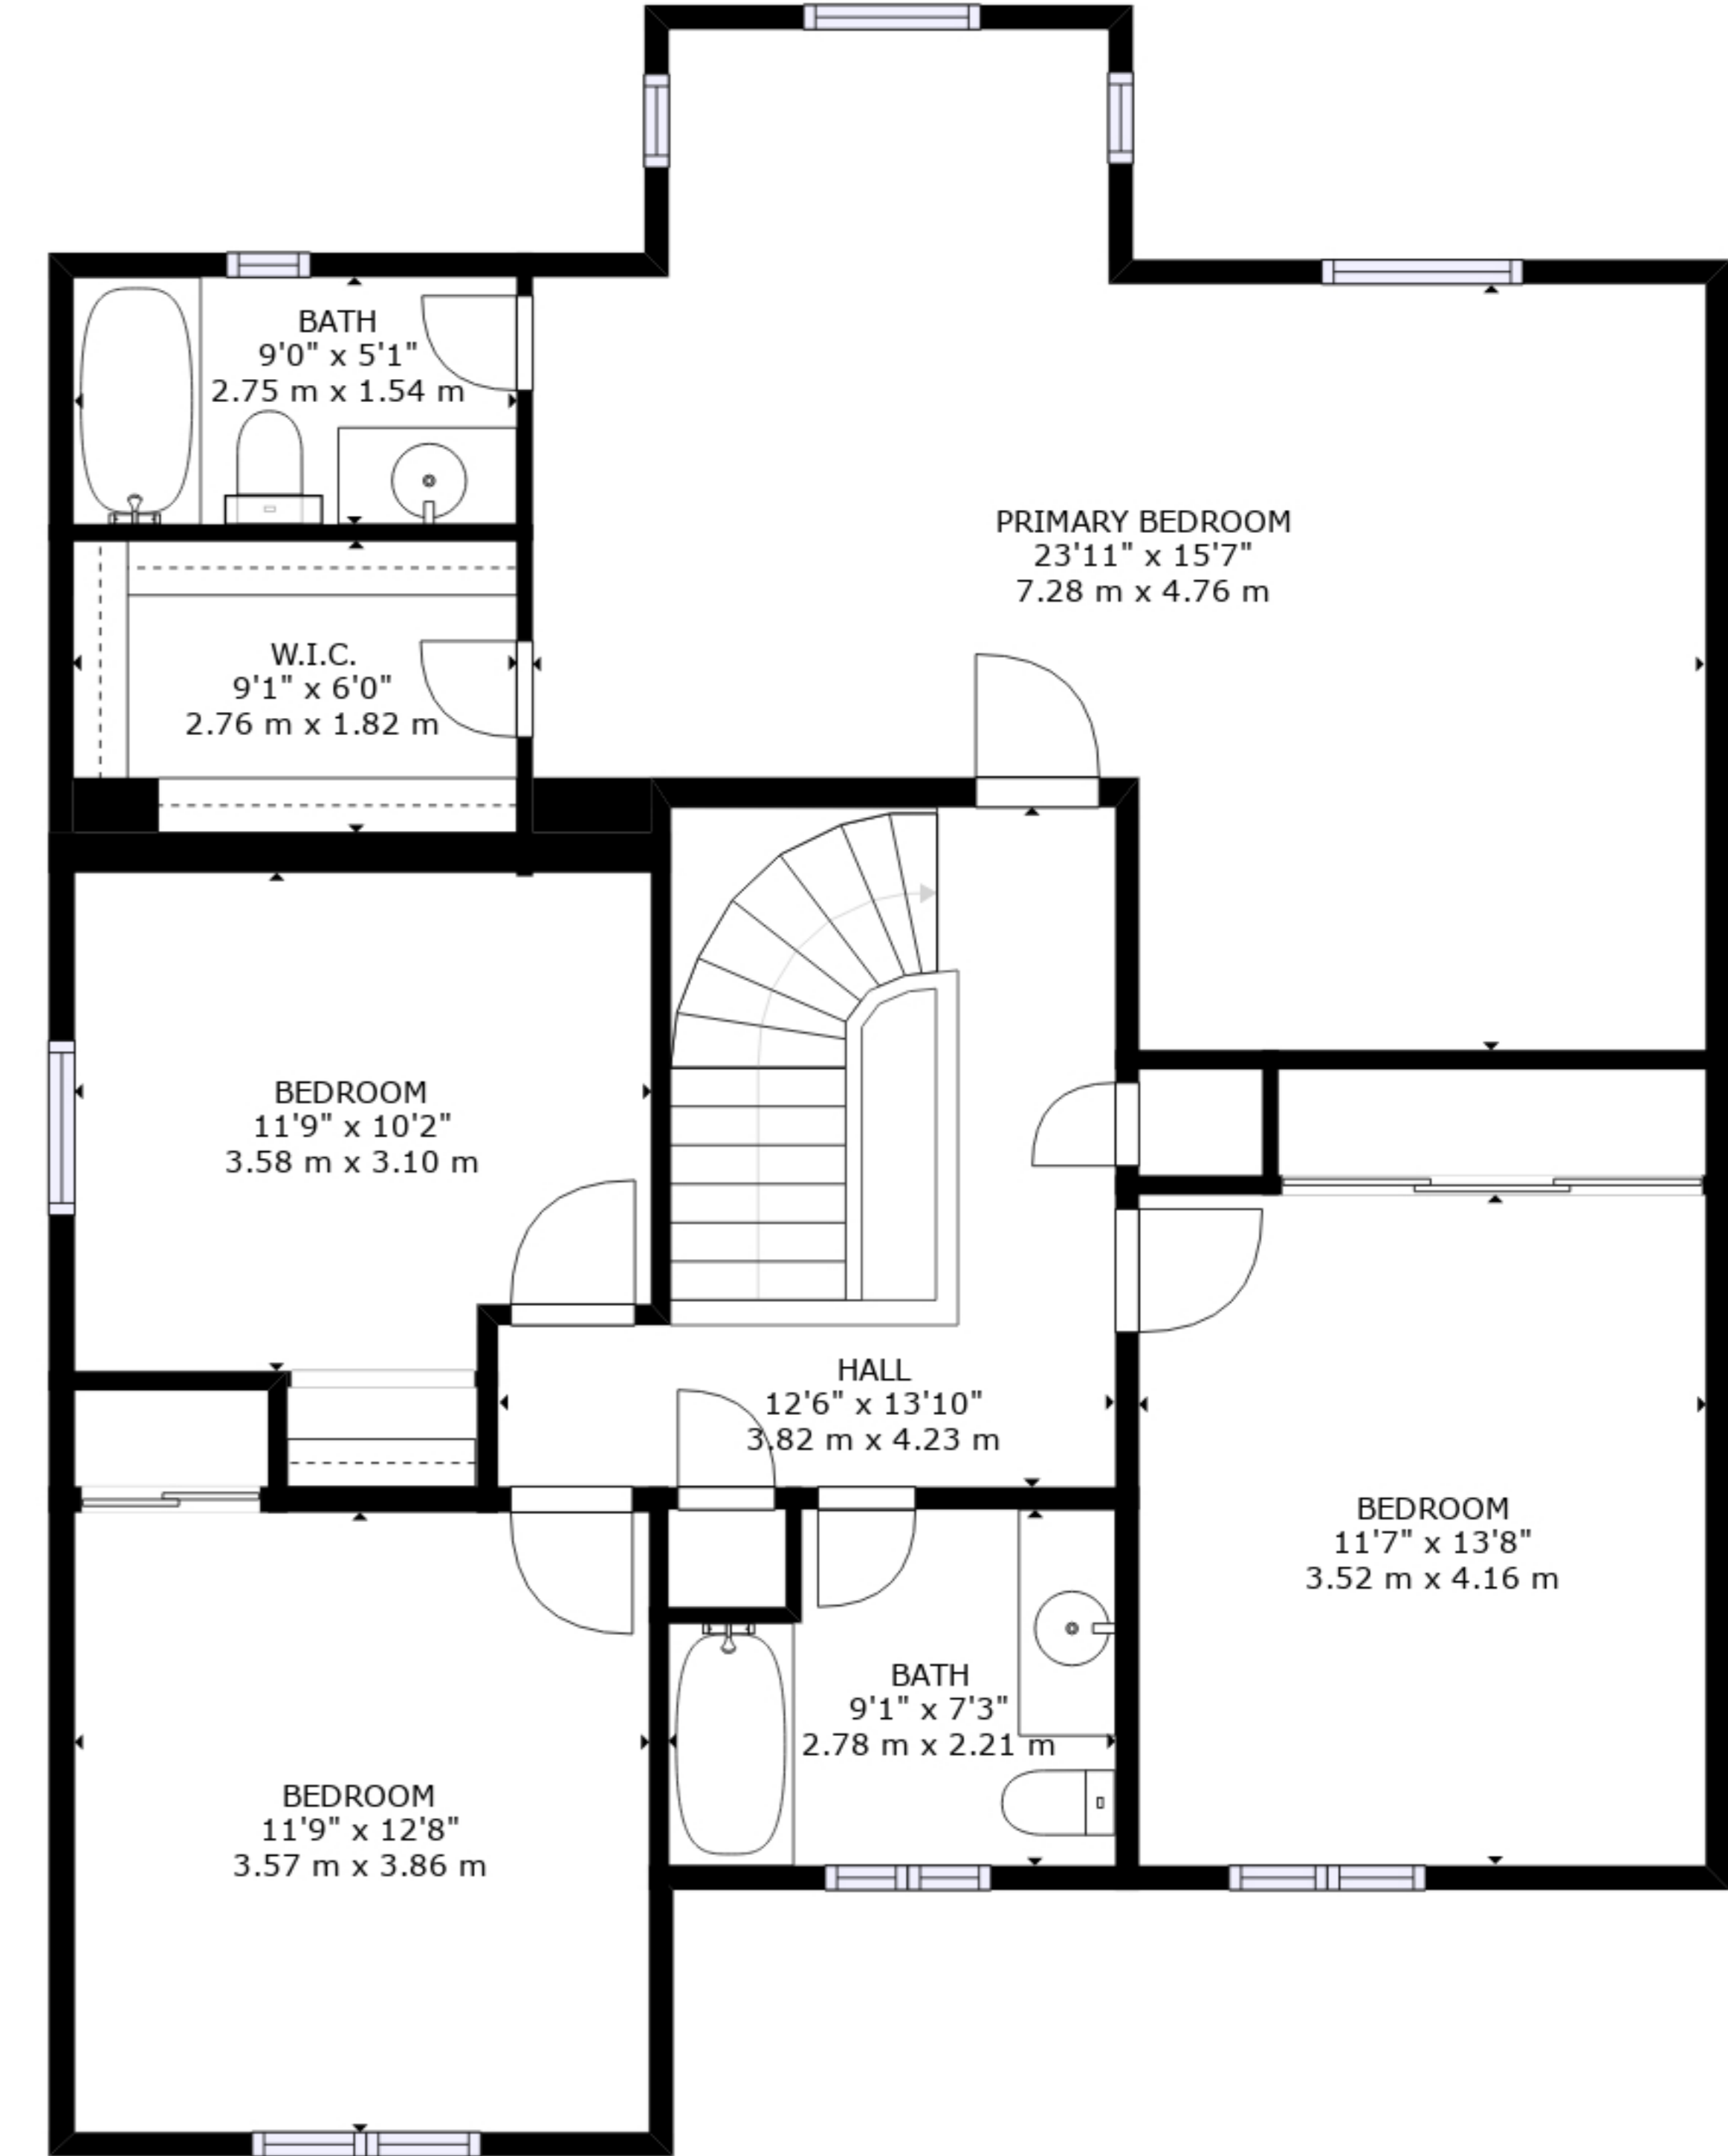 BATH
9'0" x 5'1"
2.75 m x 1.54 m
PRIMARY BEDROOM
23'11" x 15'7"
7.28 m x 4.76 m
W.I.C.
9'1" x 6'0"
2.76 m x 1.82 m
BEDROOM
11'9" x 10'2"
3.58 m x 3.10 m
HALL
12'6" x 13'10"
3.82 m x 4.23 m
BEDROOM
11'7" x 13'8"
3.52 m x 4.16 m
BATH
9'1" x 7'3"
2.78 m x 2.21 m
BEDROOM
11'9" x 12'8"
3.57 m x 3.86 m